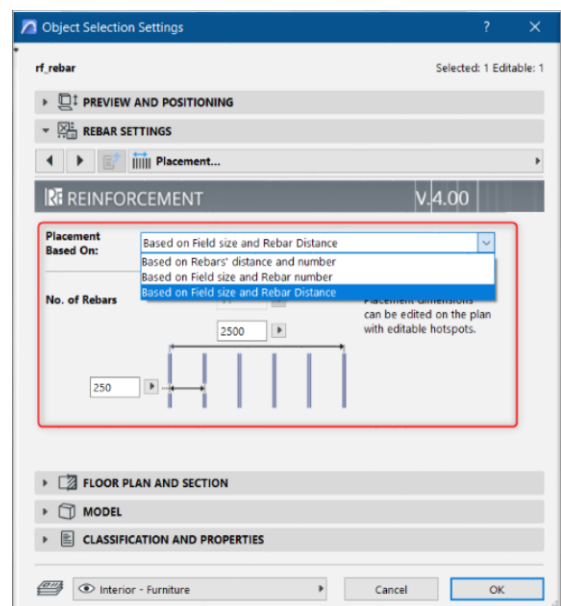 Object Selection Settings ? ×
rf_rebar Selected: 1 Editable: 1
PREVIEW AND POSITIONING
REBAR SETTINGS
Placement...
REINFORCEMENT V.4.00
Placement
Based On:
Based on Field size and Rebar Distance
Based on Rebars' distance and number
Based on Field size and Rebar number
Based on Field size and Rebar Distance
No. of Rebars
Placement dimensions
can be edited on the plan
with editable hotspots.
2500
250
FLOOR PLAN AND SECTION
MODEL
CLASSIFICATION AND PROPERTIES
Interior - Furniture Cancel OK